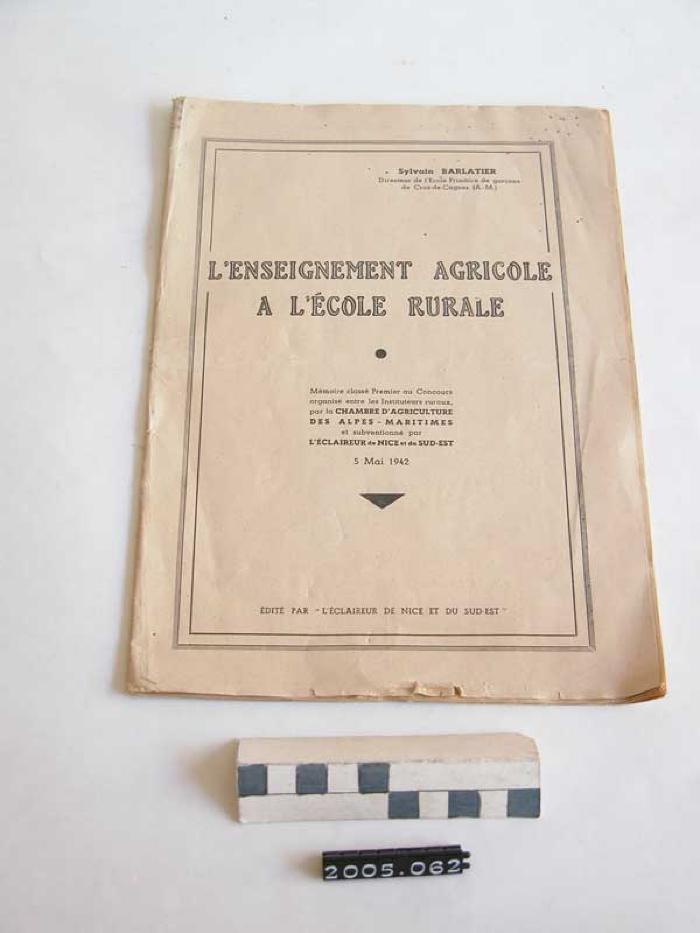 Sylvain BARLATIER
Directeur de l'Ecole Primaire de garçons
de Cros-de-Cagnes (A.-M.)
L'ENSEIGNEMENT AGRICOLE
A L'ÉCOLE RURALE
Mémoire classé Premier au Concours
organisé entre les Instituteurs ruraux,
par la CHAMBRE D'AGRICULTURE
DES ALPES - MARITIMES
et subventionné par
L'ÉCLAIREUR de NICE et du SUD-EST
5 Mai 1942
ÉDITÉ PAR "L'ÉCLAIREUR DE NICE ET DU SUD-EST"
2005.062